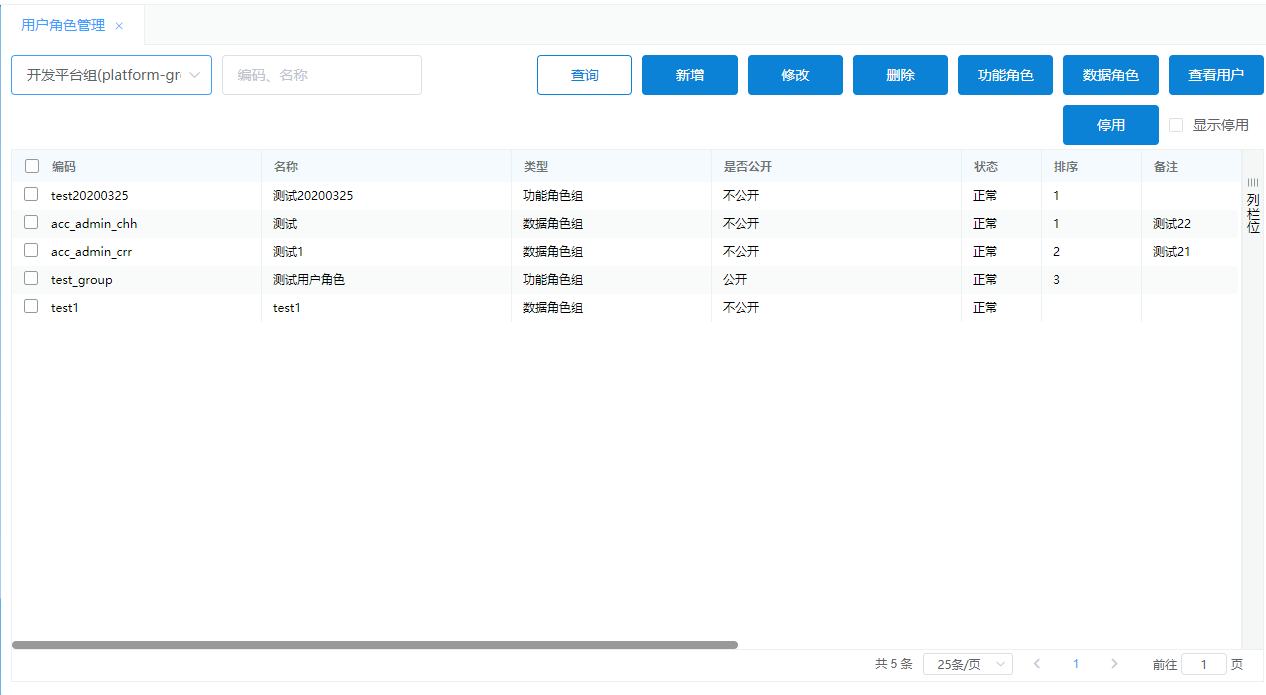 用户角色管理 ×
开发平台组(platform-gr 编码、名称 查询 新增 修改 删除 功能角色 数据角色 查看用户
停用 显示停用
编码 名称 类型 是否公开 状态 排序 备注
test20200325 测试20200325 功能角色组 不公开 正常 1
acc_admin_chh 测试 数据角色组 不公开 正常 1 测试22
acc_admin_crr 测试1 数据角色组 不公开 正常 2 测试21
test_group 测试用户角色 功能角色组 公开 正常 3
test1 test1 数据角色组 不公开 正常
列栏位
共 5 条 25条/页 1 前往 1 页